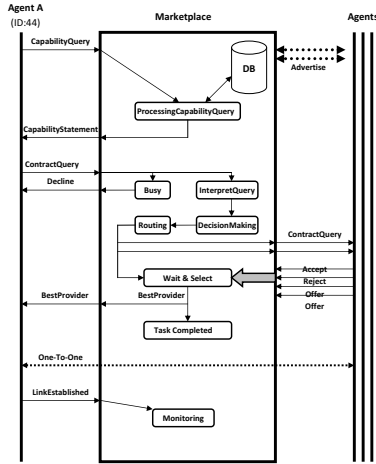 Agent A
(ID:44)
Marketplace
Agents
CapabilityQuery
DB
Advertise
ProcessingCapabilityQuery
CapabilityStatement
ContractQuery
Decline
Busy
InterpretQuery
Routing
DecisionMaking
ContractQuery
Wait & Select
Accept
Reject
Offer
Offer
BestProvider
BestProvider
Task Completed
One-To-One
LinkEstablished
Monitoring